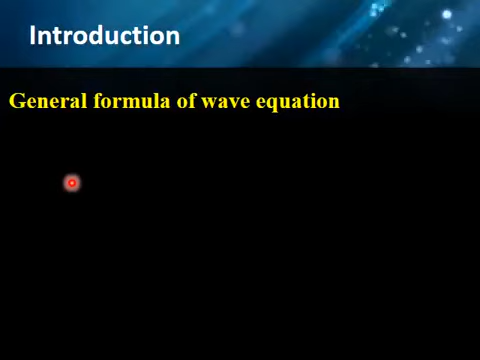 Introduction
General formula of wave equation